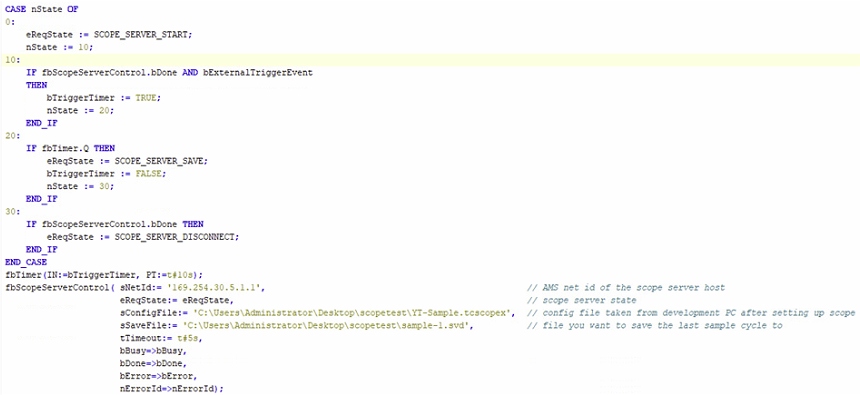 CASE nState OF
0:
eReqState := SCOPE_SERVER_START;
nState := 10;
10:
IF fbScopeServerControl.bDone AND bExternalTriggerEvent
THEN
bTriggerTimer := TRUE;
nState := 20;
END_IF
20:
IF fbTimer.Q THEN
eReqState := SCOPE_SERVER_SAVE;
bTriggerTimer := FALSE;
nState := 30;
END_IF
30:
IF fbScopeServerControl.bDone THEN
eReqState := SCOPE_SERVER_DISCONNECT;
END_IF
END_CASE
fbTimer(IN:=bTriggerTimer, PT:=t#10s);
fbScopeServerControl( sNetId:= '169.254.30.5.1.1', // AMS net id of the scope server host
eReqState:= eReqState, // scope server state
sConfigFile:= 'C:\Users\Administrator\Desktop\scopetest\YT-Sample.tcscopex', // config file taken from development PC after setting up scope
sSaveFile:= 'C:\Users\Administrator\Desktop\scopetest\sample-1.svd', // file you want to save the last sample cycle to
tTimeout:= t#5s,
bBusy=>bBusy,
bDone=>bDone,
bError=>bError,
nErrorId=>nErrorId);